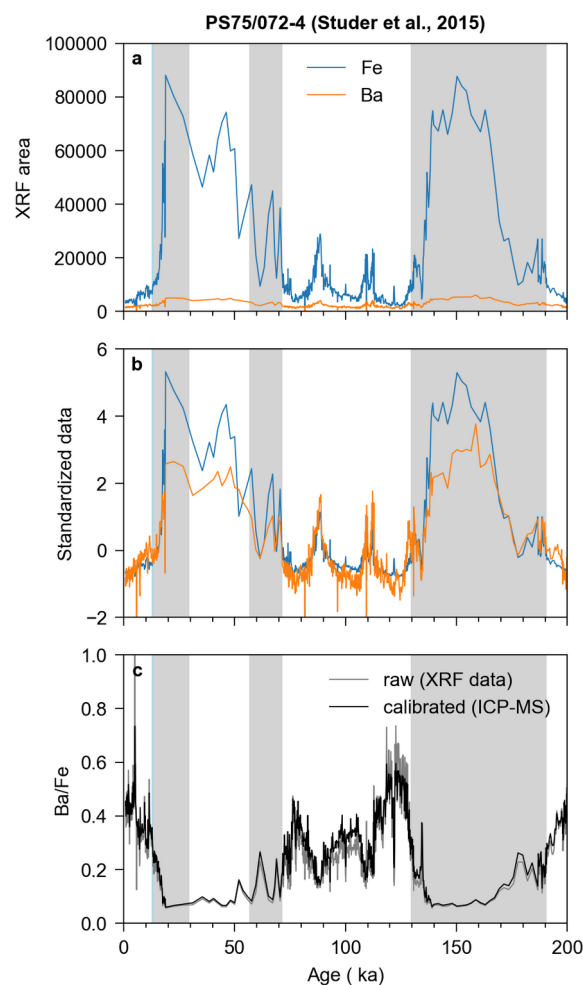 PS75/072-4 (Studer et al., 2015)
a
Fe
Ba
XRF area
100000
80000
60000
40000
20000
0
b
Standardized data
6
4
2
0
−2
c
raw (XRF data)
calibrated (ICP-MS)
Ba/Fe
1.0
0.8
0.6
0.4
0.2
0.0
0 50 100 150 200
Age ( ka)